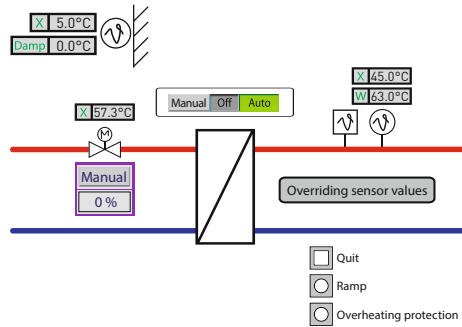 X 5.0°C
Damp 0.0°C
X 57.3°C
M
Manual Off Auto
X 45.0°C
W 63.0°C
Manual
0 %
Overriding sensor values
Quit
Ramp
Overheating protection